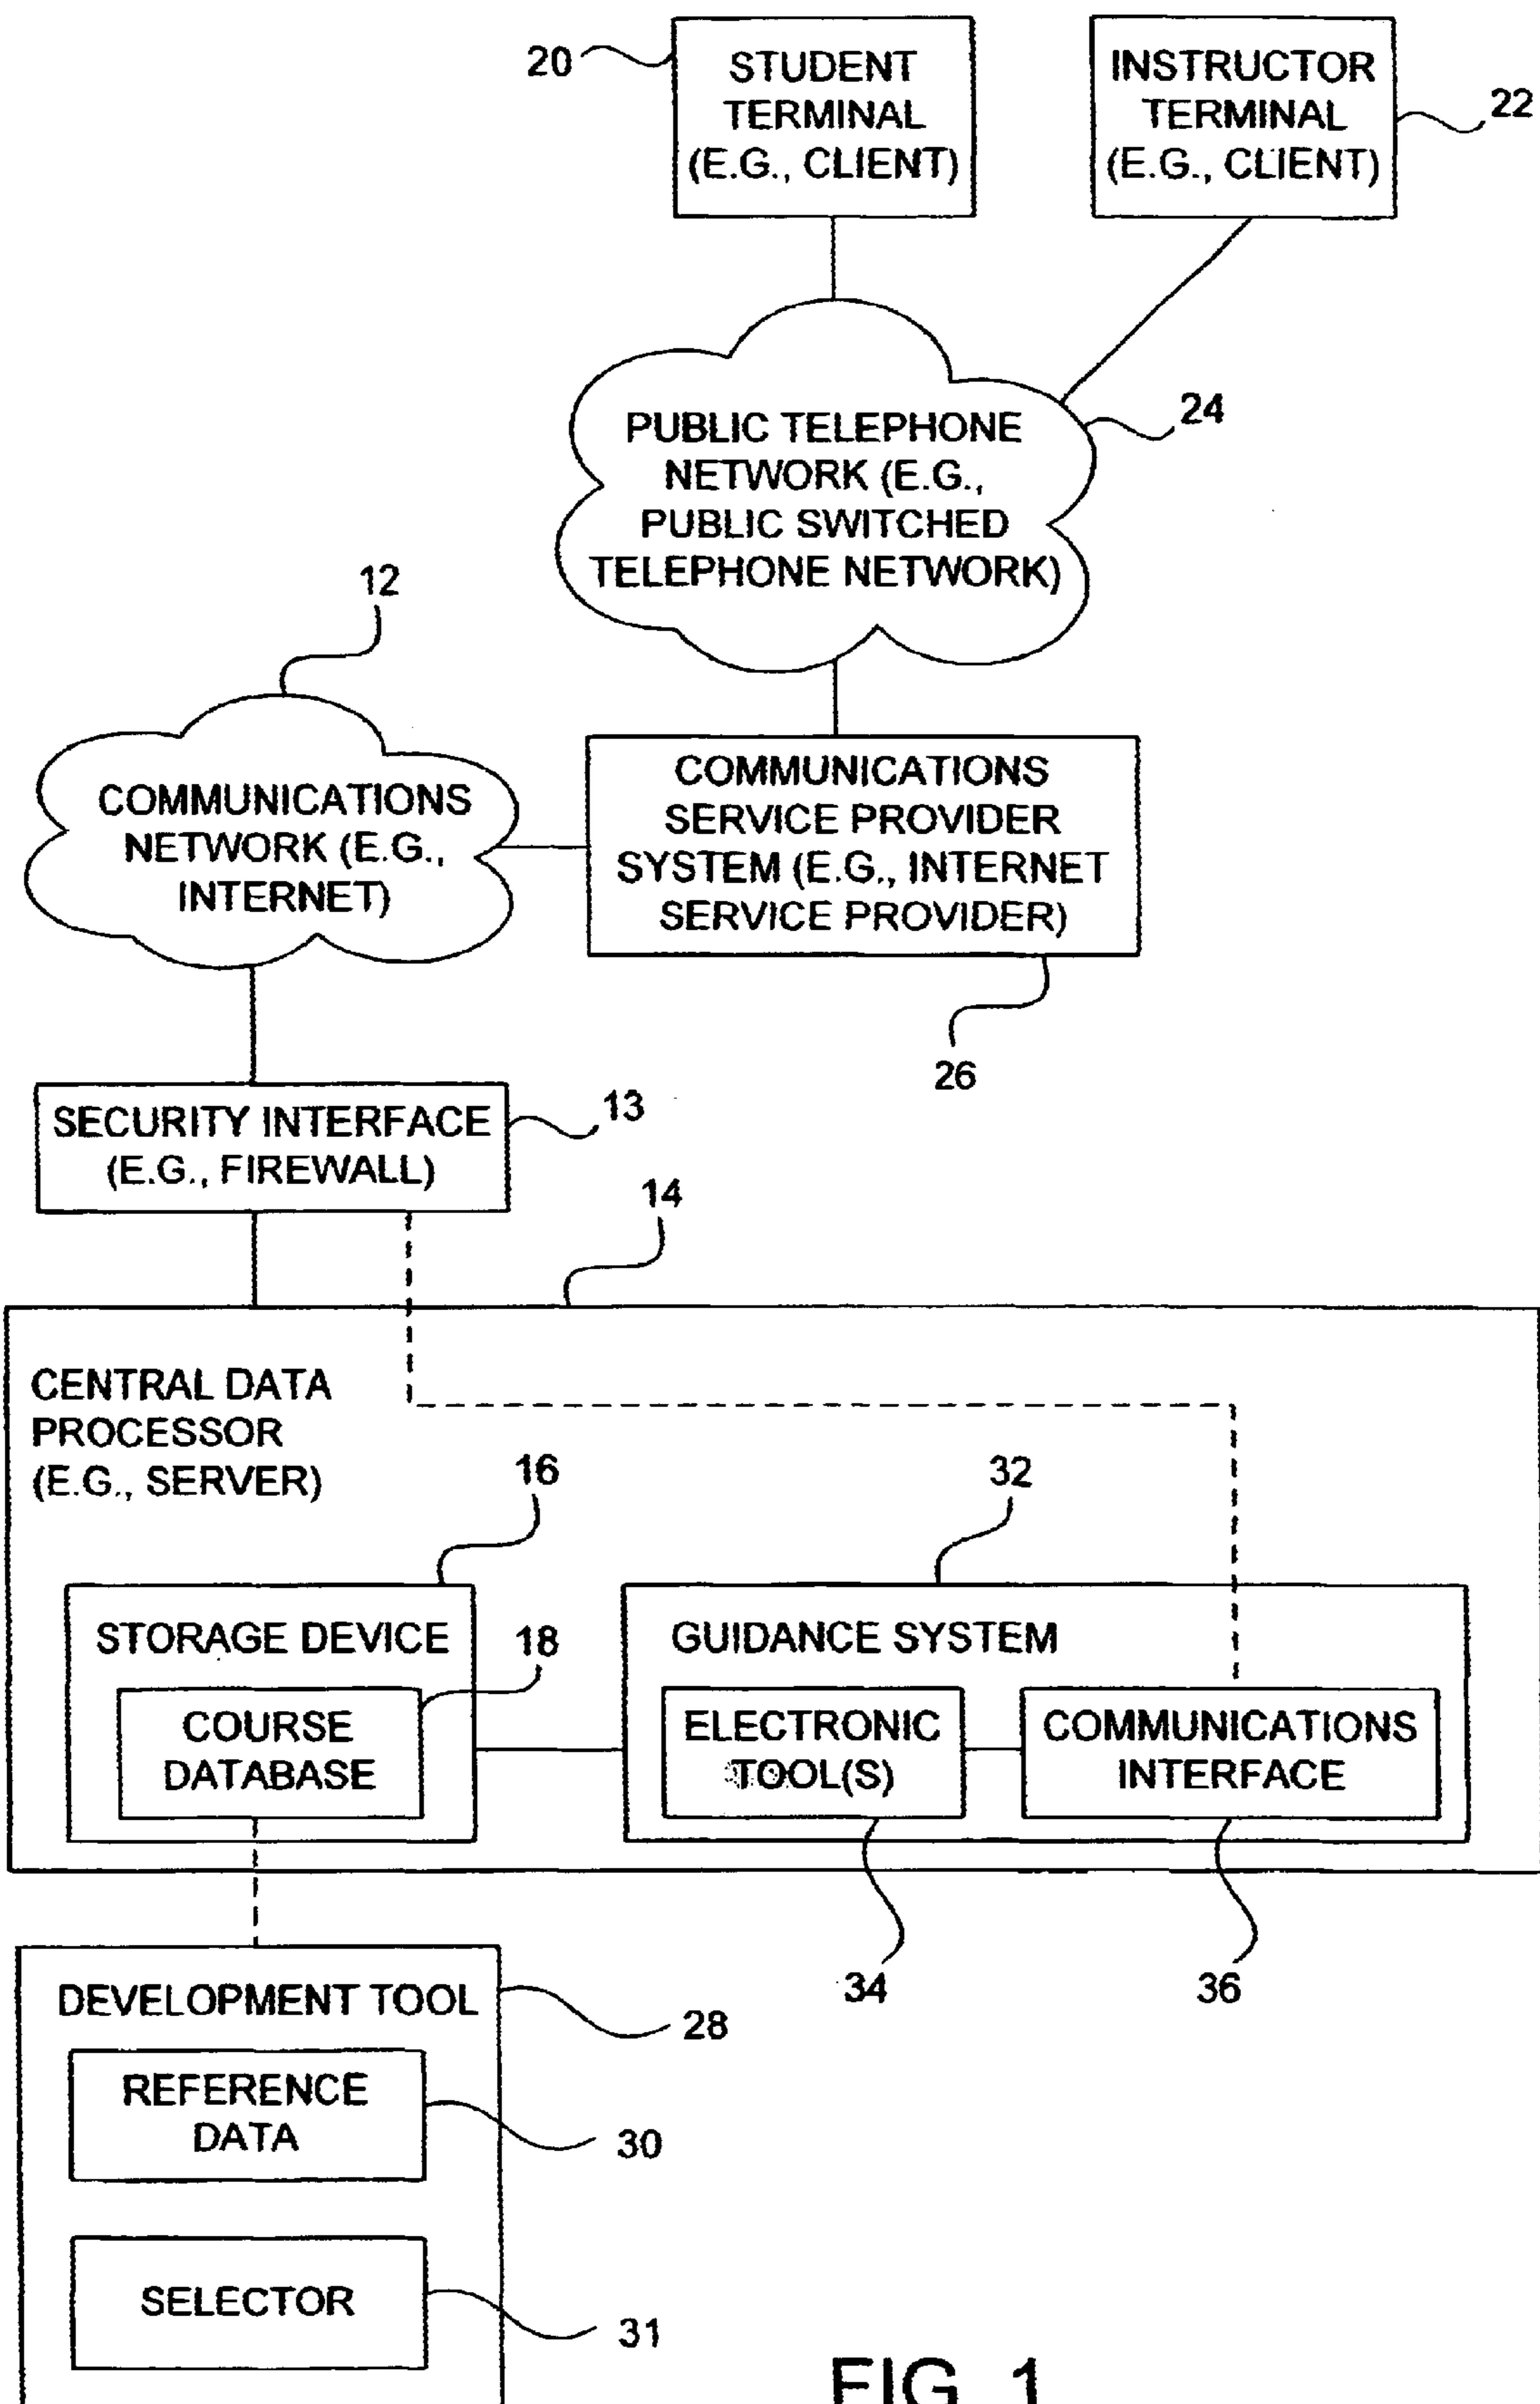 20
STUDENT
TERMINAL
(E.G., CLIENT)
INSTRUCTOR
TERMINAL
(E.G., CLIENT)
22
PUBLIC TELEPHONE
NETWORK (E.G.,
PUBLIC SWITCHED
TELEPHONE NETWORK)
24
12
COMMUNICATIONS
NETWORK (E.G.,
INTERNET)
COMMUNICATIONS
SERVICE PROVIDER
SYSTEM (E.G., INTERNET
SERVICE PROVIDER)
26
SECURITY INTERFACE
(E.G., FIREWALL)
13
14
CENTRAL DATA
PROCESSOR
(E.G., SERVER)
16
32
STORAGE DEVICE
18
COURSE
DATABASE
GUIDANCE SYSTEM
ELECTRONIC
TOOL(S)
COMMUNICATIONS
INTERFACE
34
36
DEVELOPMENT TOOL
28
REFERENCE
DATA
30
SELECTOR
31
FIG. 1